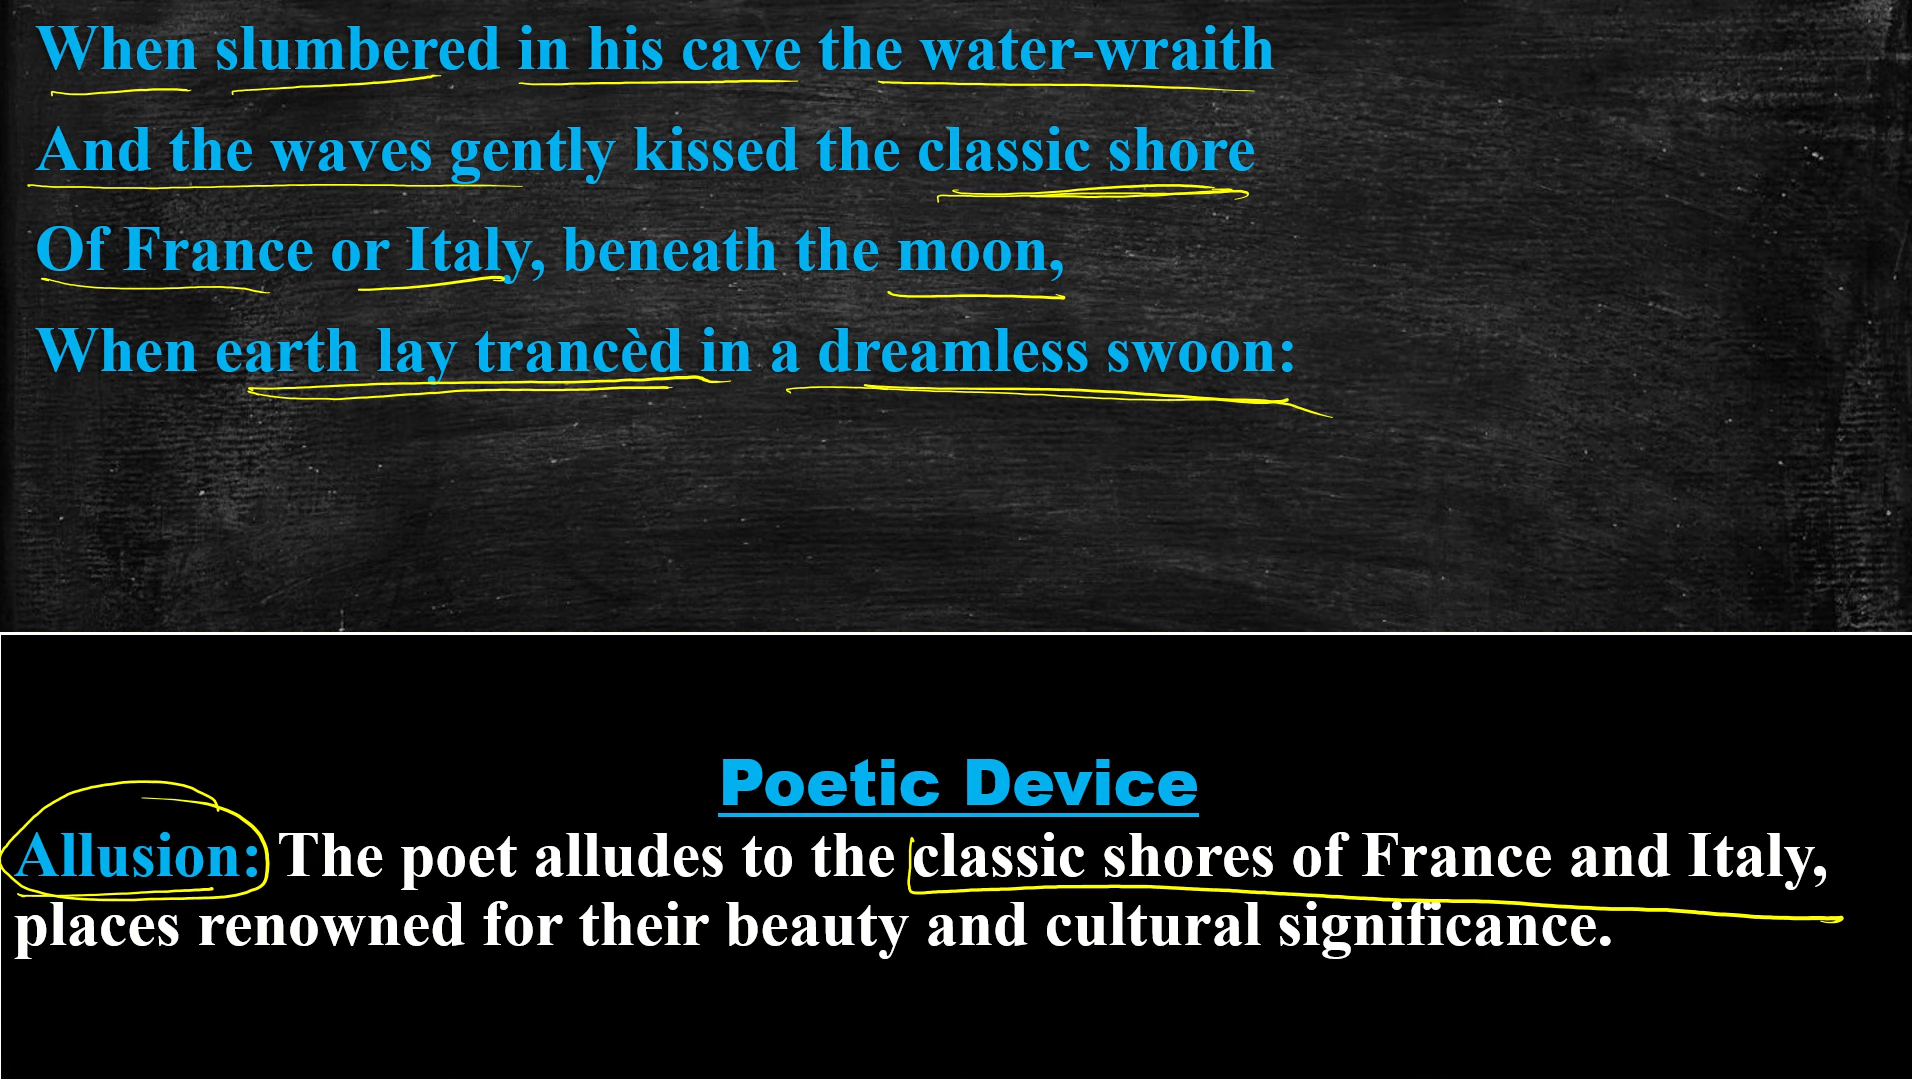 When slumbered in his cave the water-wraith
And the waves gently kissed the classic shore
Of France or Italy, beneath the moon,
When earth lay trancèd in a dreamless swoon:
Poetic Device
Allusion: The poet alludes to the classic shores of France and Italy,
places renowned for their beauty and cultural significance.